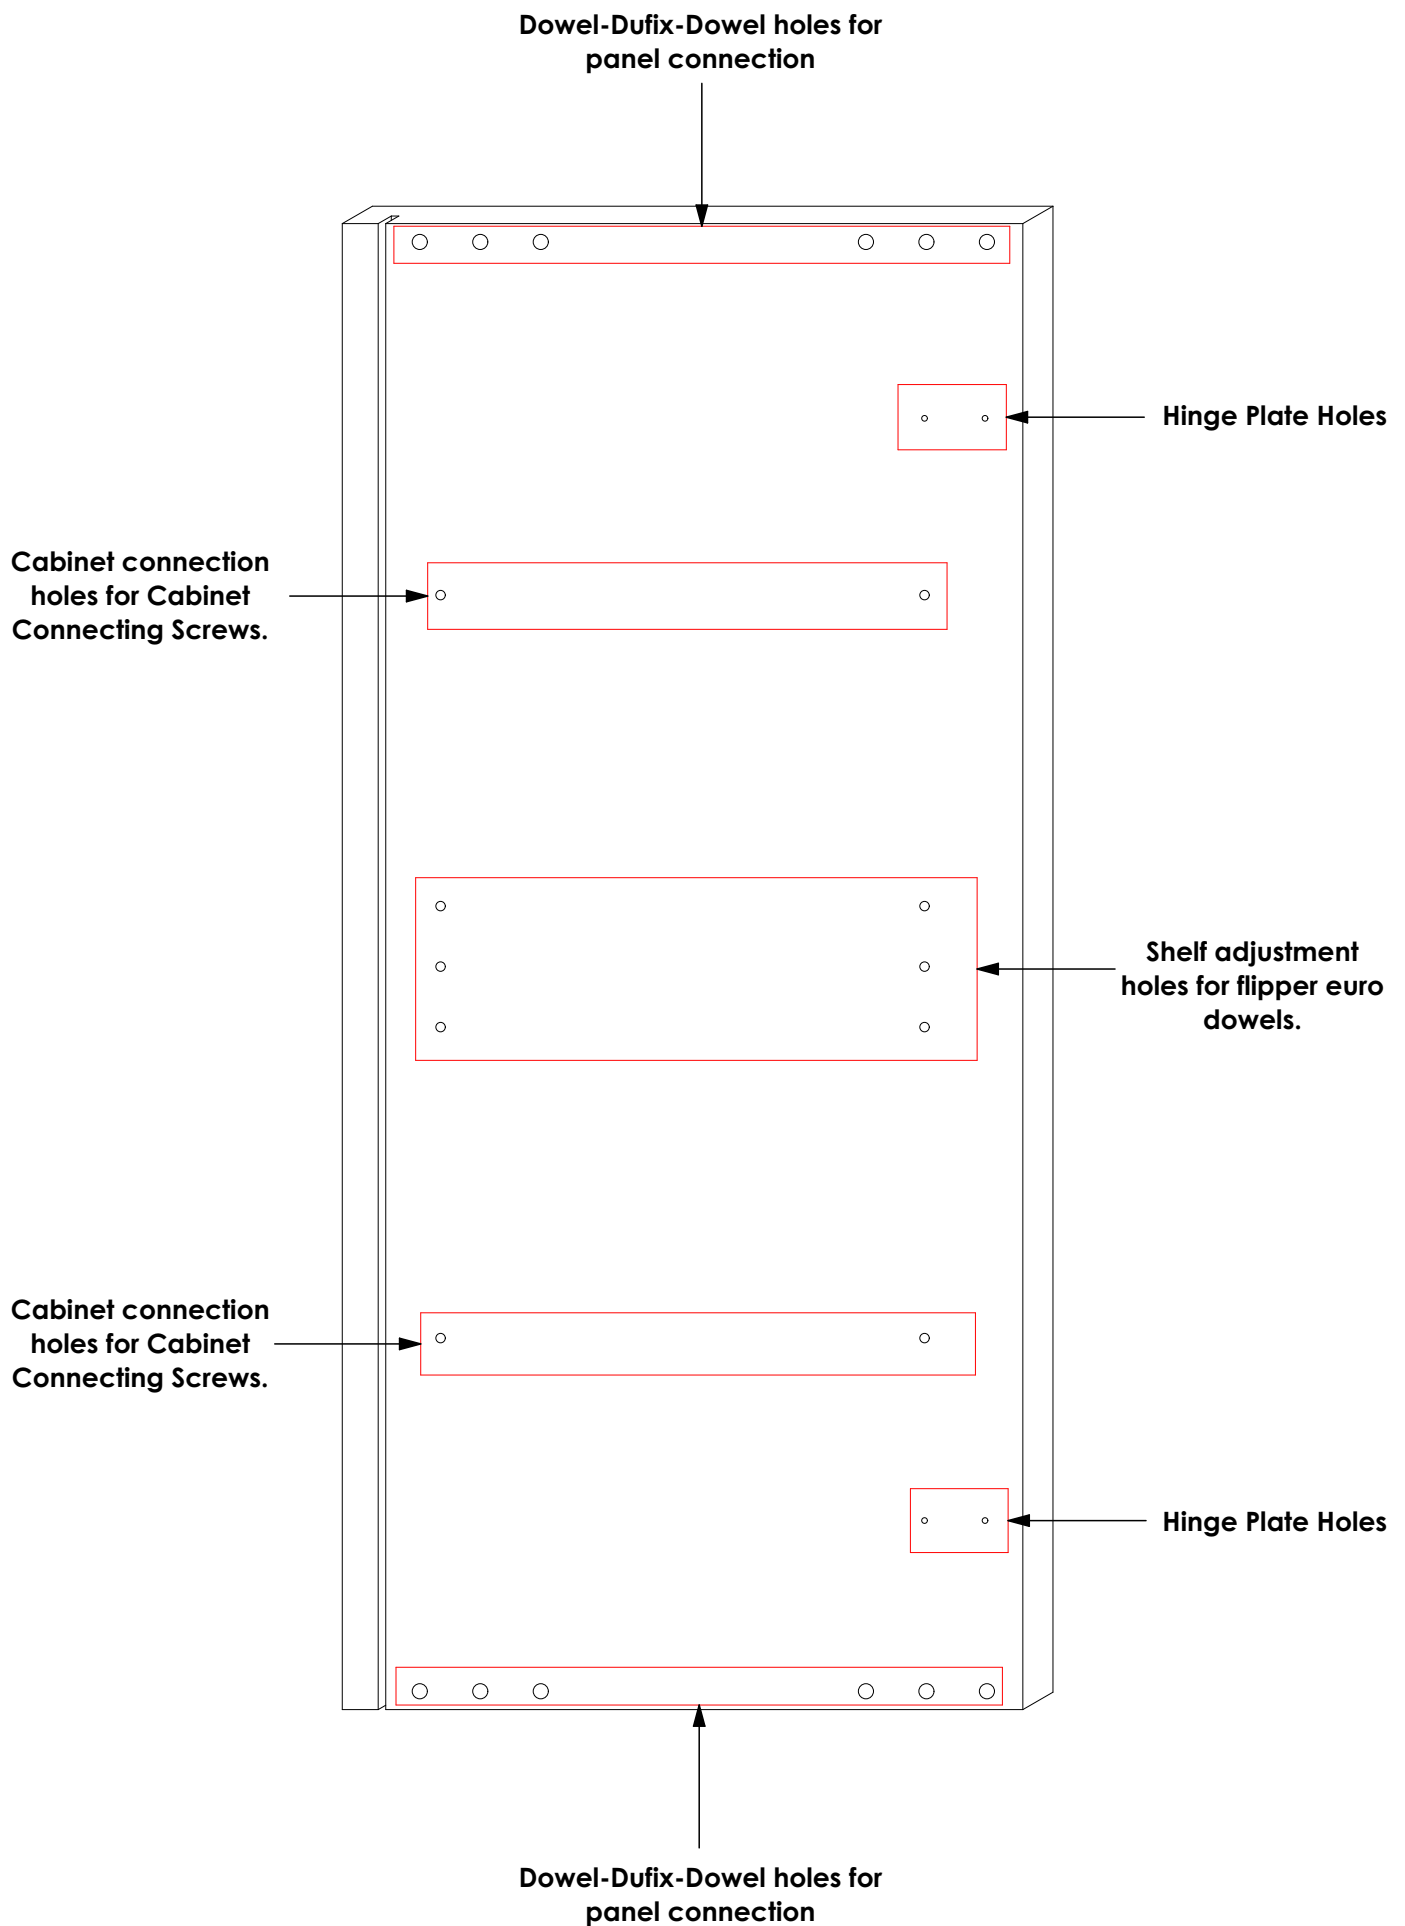 Dowel-Dufix-Dowel holes for
panel connection
Hinge Plate Holes
Cabinet connection
holes for Cabinet
Connecting Screws.
Shelf adjustment
holes for flipper euro
dowels.
Cabinet connection
holes for Cabinet
Connecting Screws.
Hinge Plate Holes
Dowel-Dufix-Dowel holes for
panel connection